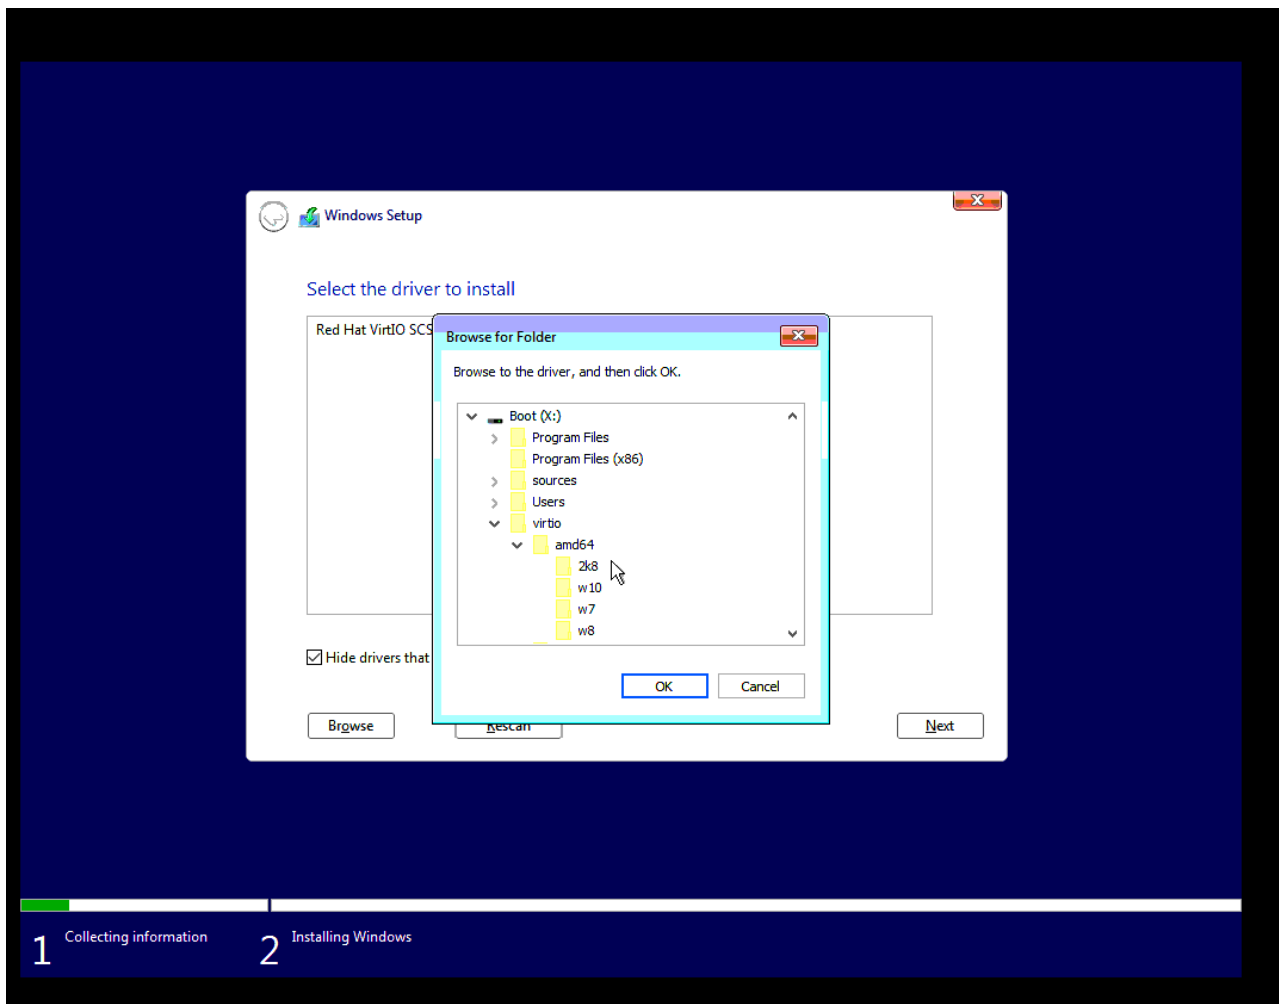 Windows Setup
Select the driver to install
Red Hat VirtIO SCS
Browse for Folder
Browse to the driver, and then click OK.
Boot (X:)
Program Files
Program Files (x86)
sources
Users
virtio
amd64
2k8
w10
w7
w8
Hide drivers that
OK
Cancel
Browse
Rescan
Next
1 Collecting information
2 Installing Windows